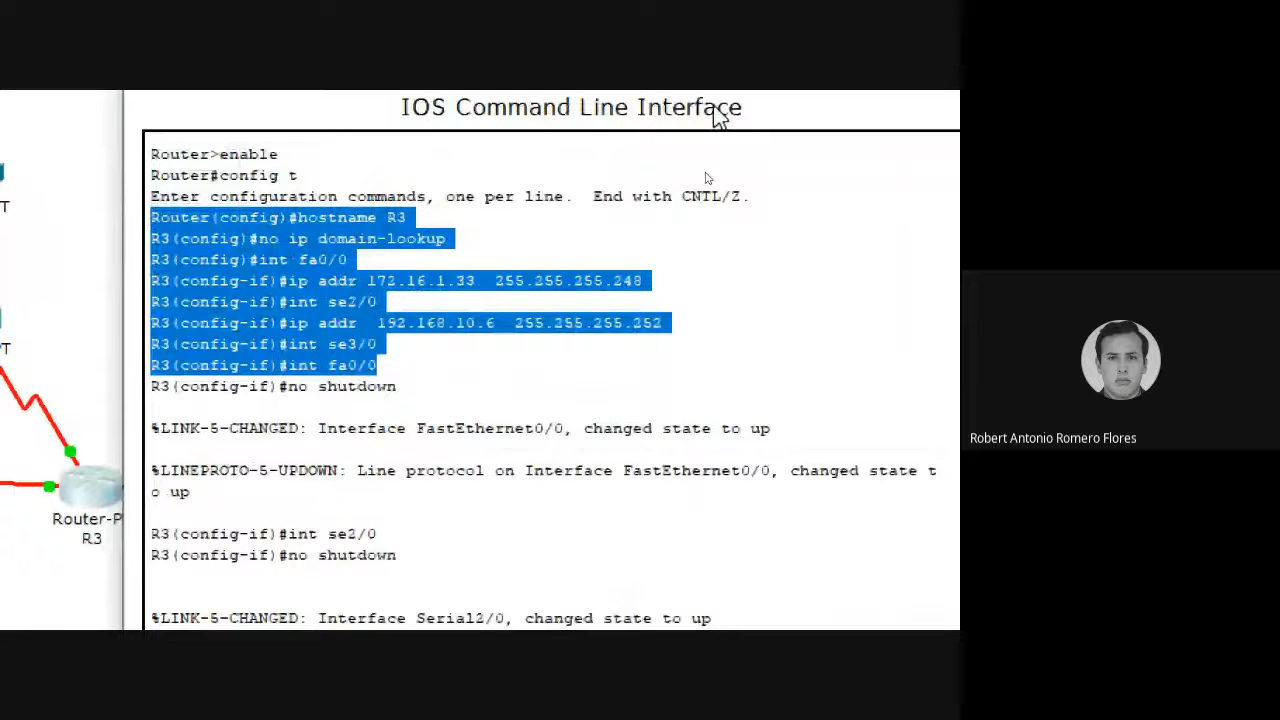 IOS Command Line Interface
Router>enable
Router#config t
Enter configuration commands, one per line.  End with CNTL/Z.
Router(config)#hostname R3
R3(config)#no ip domain-lookup
R3(config)#int fa0/0
R3(config-if)#ip addr 172.16.1.33  255.255.255.248
R3(config-if)#int se2/0
R3(config-if)#ip addr  192.168.10.6  255.255.255.252
R3(config-if)#int se3/0
R3(config-if)#int fa0/0
R3(config-if)#no shutdown
%LINK-5-CHANGED: Interface FastEthernet0/0, changed state to up
%LINEPROTO-5-UPDOWN: Line protocol on Interface FastEthernet0/0, changed state t
o up
R3(config-if)#int se2/0
R3(config-if)#no shutdown
%LINK-5-CHANGED: Interface Serial2/0, changed state to up
T
PT
Router-P
R3
Robert Antonio Romero Flores